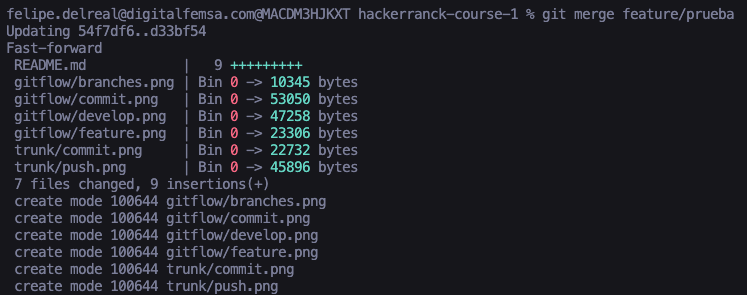 felipe.delreal@digitalfemsa.com@MACDM3HJKXT hackerranck-course-1 % git merge feature/prueba
Updating 54f7df6..d33bf54
Fast-forward
 README.md            |   9 +++++++++
 gitflow/branches.png | Bin 0 -> 10345 bytes
 gitflow/commit.png   | Bin 0 -> 53050 bytes
 gitflow/develop.png  | Bin 0 -> 47258 bytes
 gitflow/feature.png  | Bin 0 -> 23306 bytes
 trunk/commit.png     | Bin 0 -> 22732 bytes
 trunk/push.png       | Bin 0 -> 45896 bytes
 7 files changed, 9 insertions(+)
 create mode 100644 gitflow/branches.png
 create mode 100644 gitflow/commit.png
 create mode 100644 gitflow/develop.png
 create mode 100644 gitflow/feature.png
 create mode 100644 trunk/commit.png
 create mode 100644 trunk/push.png